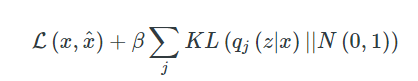 ℒ (x, x̂) + β ∑_j KL (q_j (z|x) ||N (0, 1))